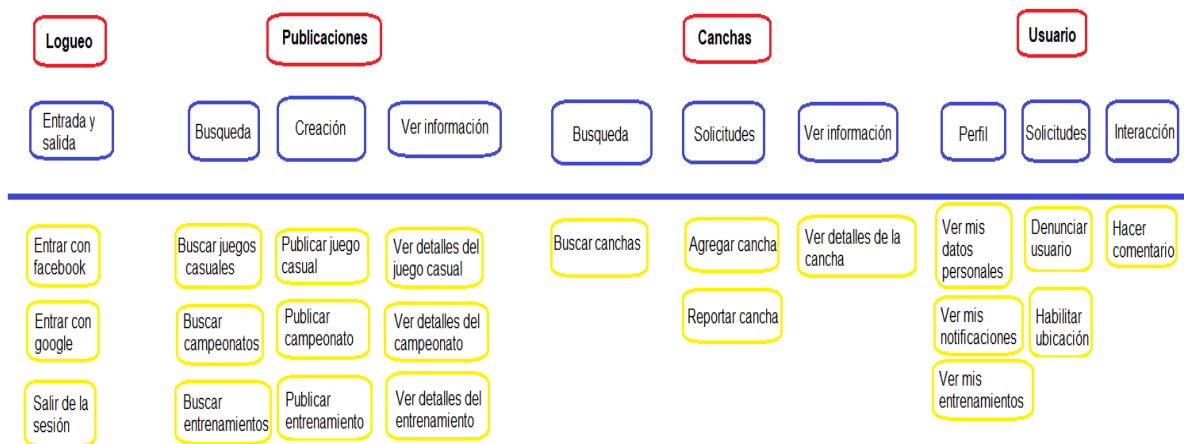 Logueo
Publicaciones
Canchas
Usuario
Entrada y
salida
Busqueda
Creación
Ver información
Busqueda
Solicitudes
Ver información
Perfil
Solicitudes
Interacción
Entrar con
facebook
Buscar juegos
casuales
Publicar juego
casual
Ver detalles del
juego casual
Buscar canchas
Agregar cancha
Ver detalles de la
cancha
Ver mis
datos
personales
Denunciar
usuario
Hacer
comentario
Entrar con
google
Buscar
campeonatos
Publicar
campeonato
Ver detalles del
campeonato
Reportar cancha
Ver mis
notificaciones
Habilitar
ubicación
Salir de la
sesión
Buscar
entrenamientos
Publicar
entrenamiento
Ver detalles del
entrenamiento
Ver mis
entrenamientos